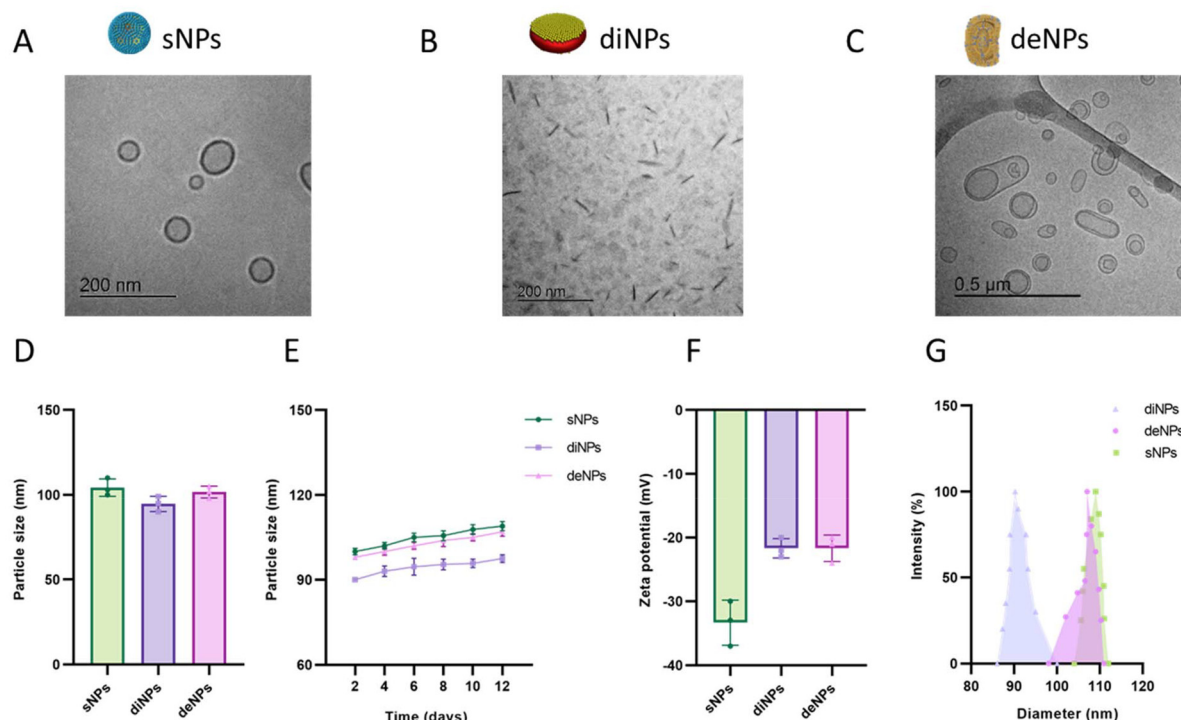 A
sNPs
B
diNPs
C
deNPs
200 nm
200 nm
0.5 µm
D
E
F
G
150
100
50
0
Particle size (nm)
sNPs
diNPs
deNPs
150
120
90
60
Particle size (nm)
2 4 6 8 10 12
Time (days)
sNPs
diNPs
deNPs
0
-10
-20
-30
-40
Zeta potential (mV)
sNPs
diNPs
deNPs
150
100
50
0
Intensity (%)
80 90 100 110 120
Diameter (nm)
diNPs
deNPs
sNPs